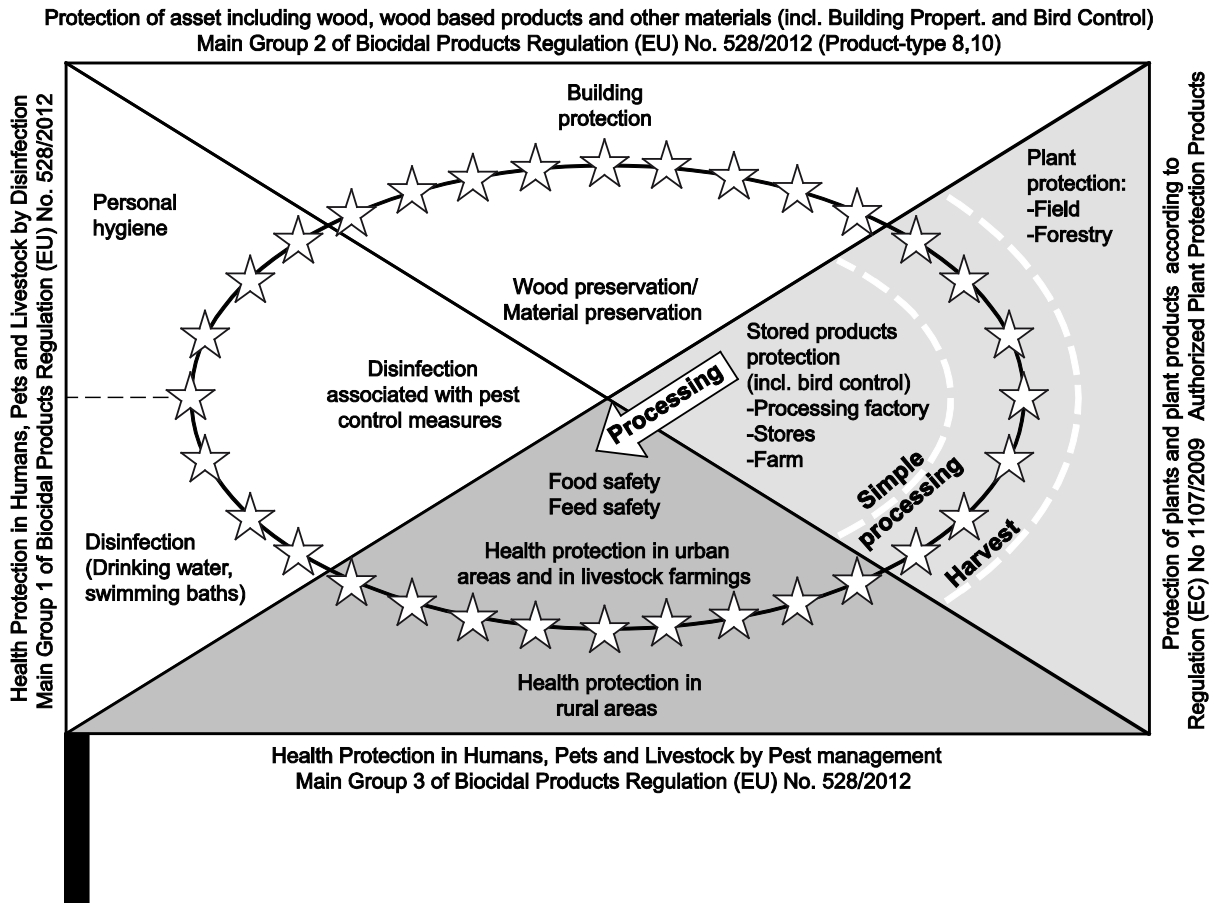 Protection of asset including wood, wood based products and other materials (incl. Building Propert. and Bird Control)
Main Group 2 of Biocidal Products Regulation (EU) No. 528/2012 (Product-type 8,10)
Health Protection in Humans, Pets and Livestock by Disinfection
Main Group 1 of Biocidal Products Regulation (EU) No. 528/2012
Building
protection
Personal
hygiene
Plant
protection:
-Field
-Forestry
Wood preservation/
Material preservation
Stored products
protection
(incl. bird control)
-Processing factory
-Stores
-Farm
Disinfection
associated with pest
control measures
Processing
Simple
processing
Harvest
Food safety
Feed safety
Disinfection
(Drinking water,
swimming baths)
Health protection in urban
areas and in livestock farmings
Health protection in
rural areas
Protection of plants and plant products according to
Regulation (EC) No 1107/2009 Authorized Plant Protection Products
Health Protection in Humans, Pets and Livestock by Pest management
Main Group 3 of Biocidal Products Regulation (EU) No. 528/2012